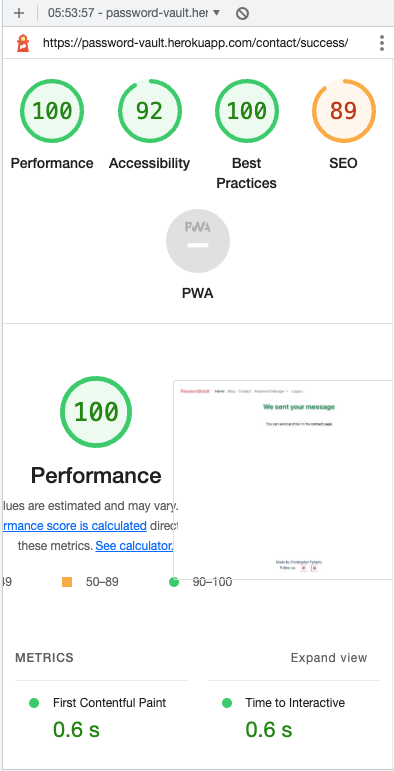 05:53:57 - password-vault.her
https://password-vault.herokuapp.com/contact/success/
100 92 100 89
Performance Accessibility Best Practices SEO
PWA
PWA
100
Performance
lues are estimated and may vary.
rmance score is calculated direct
these metrics. See calculator.
49 50–89 90–100
PasswordVault Home Blog Contact PasswordManager Logout
We sent your message
You can send another in the contact page
Made by Christopher
Follow us
METRICS Expand view
First Contentful Paint Time to Interactive
0.6 s 0.6 s